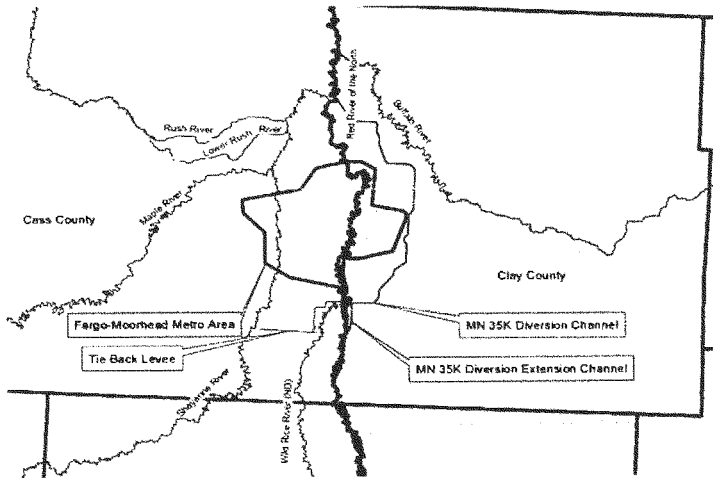 Red River of the North
Buffalo River
Rush River
Lower Rush River
Maple River
Cass County
Clay County
Fargo-Moorhead Metro Area
MN 35K Diversion Channel
Tie Back Levee
MN 35K Diversion Extension Channel
Sheyenne River
Wild Rice River (ND)